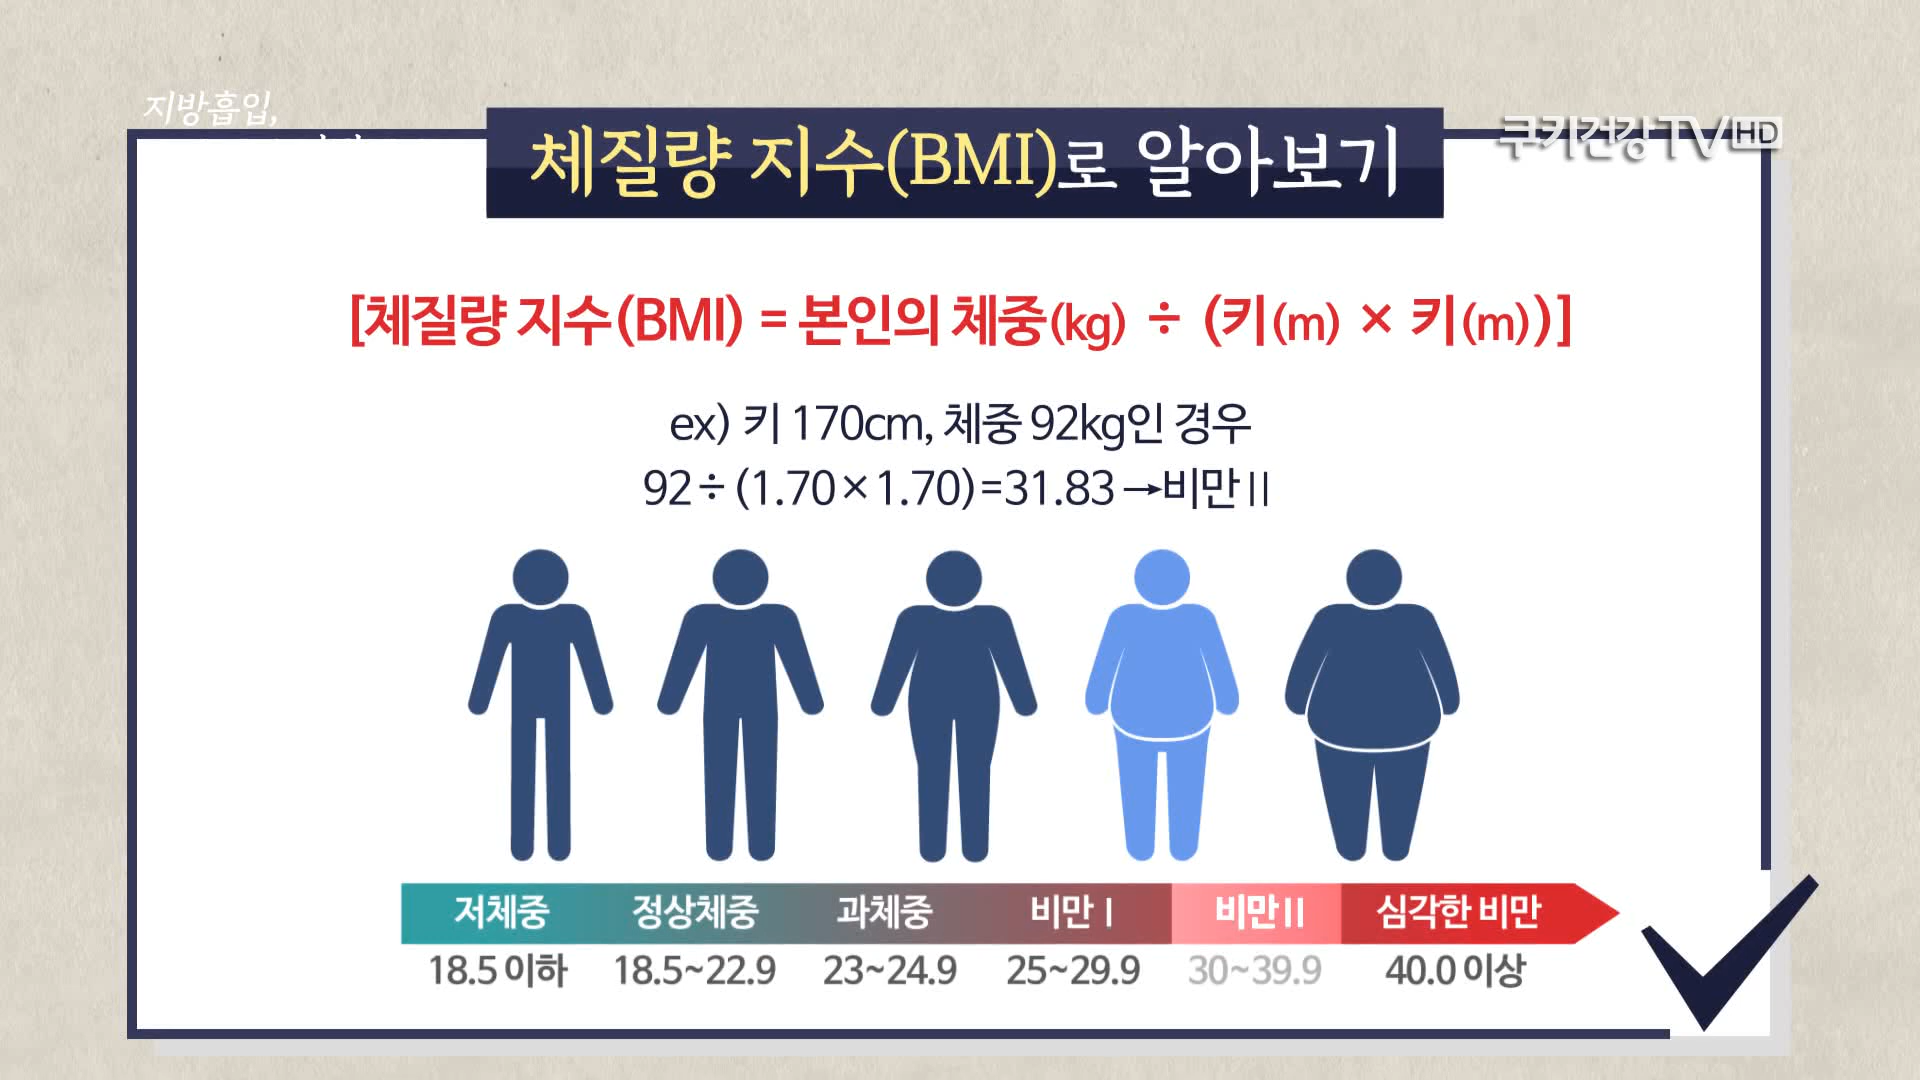 지방흡입,
쿠키건강TV HD
체질량 지수(BMI)로 알아보기
[체질량 지수(BMI) = 본인의 체중(kg) ÷ (키(m) × 키(m))]
ex) 키 170cm, 체중 92kg인 경우
92÷(1.70×1.70)=31.83→비만Ⅱ
저체중 정상체중 과체중 비만Ⅰ 비만Ⅱ 심각한 비만
18.5 이하 18.5~22.9 23~24.9 25~29.9 30~39.9 40.0 이상